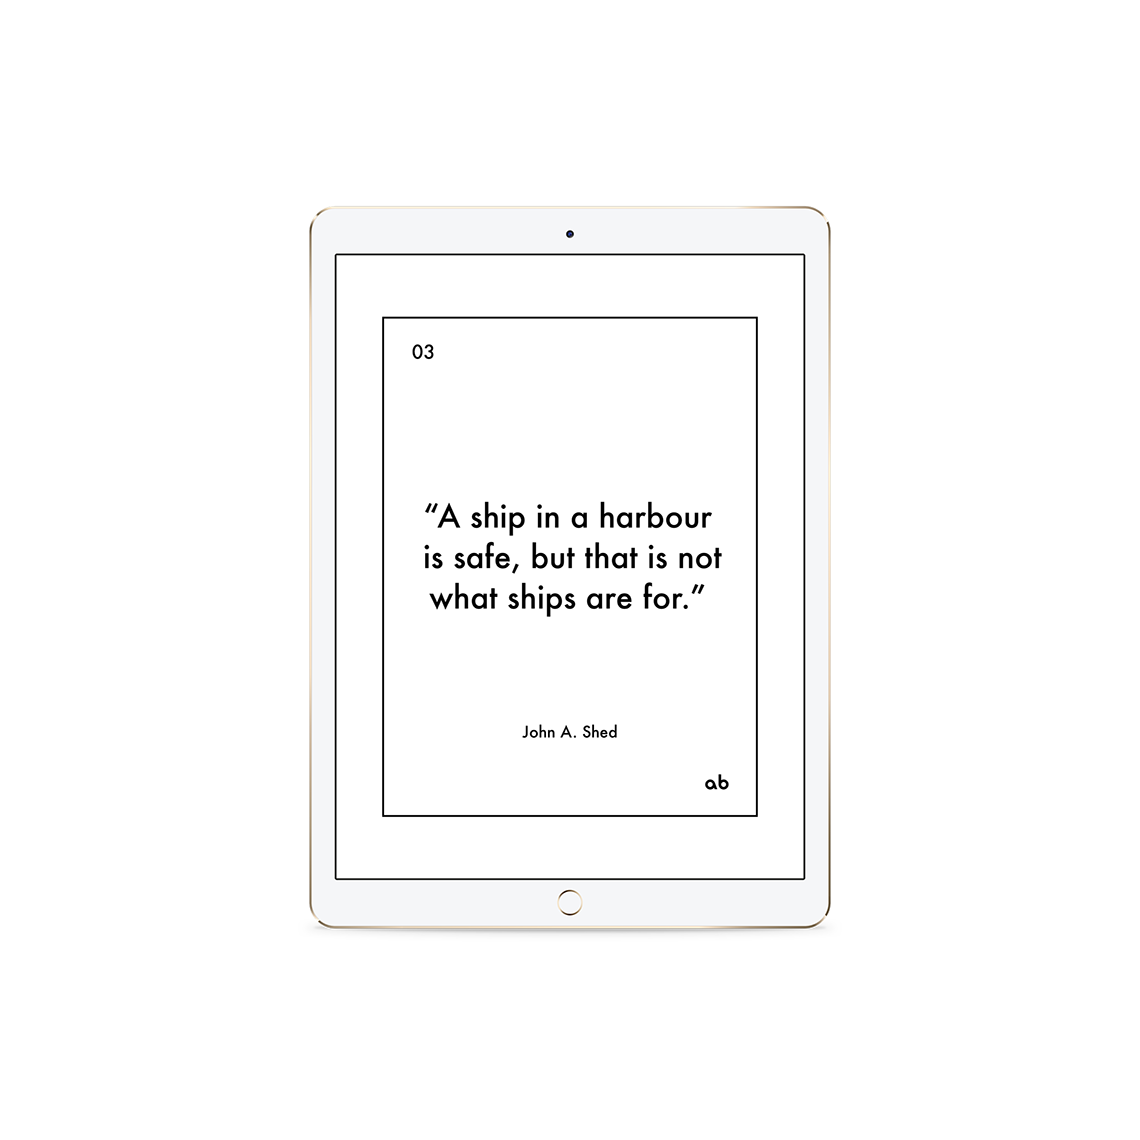 03
“A ship in a harbour
is safe, but that is not
what ships are for.”
John A. Shed
ab